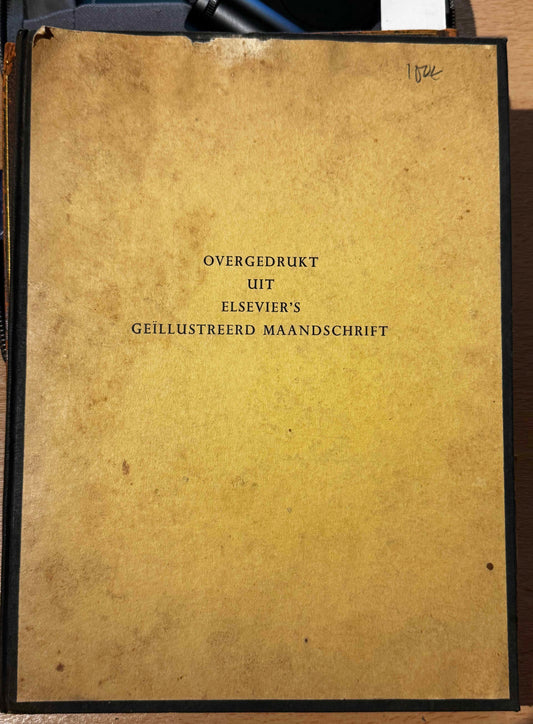 OVERGEDRUKT
UIT
ELSEVIER'S
GEÏLLUSTREERD MAANDSCHRIFT